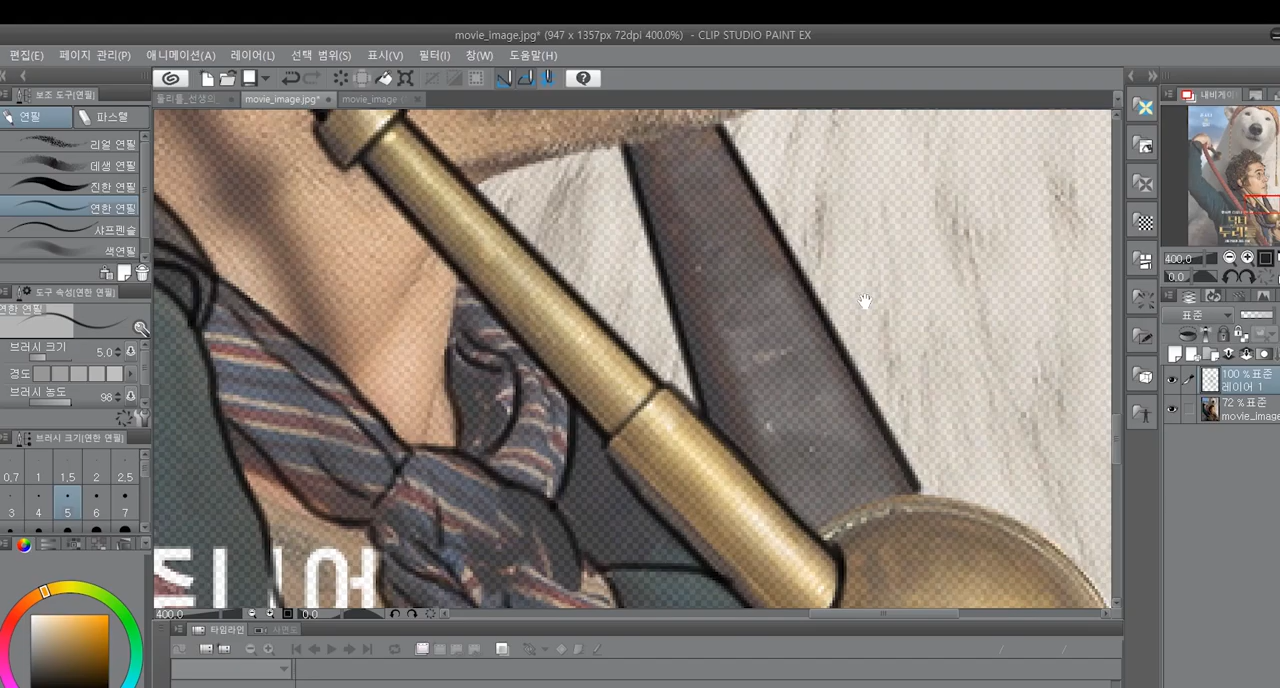 movie_image.jpg* (947 x 1357px 72dpi 400.0%) - CLIP STUDIO PAINT EX
편집(E) 페이지 관리(P) 애니메이션(A) 레이어(L) 선택 범위(S) 표시(V) 필터(I) 창(W) 도움말(H)
보조 도구[연필]
movie_image.jpg* movie_image
내비게이
연필 파스텔
리얼 연필
데생 연필
진한 연필
연한 연필
샤프펜슬
색연필
400.0
0.0
도구 속성[연한 연필]
연한 연필
표준
브러시 크기 5.0
경도
브러시 농도 98
100 % 표준
레이어 1
72 % 표준
movie_image
브러시 크기[연한 연필]
0.7 1 1.5 2 2.5
3 4 5 6 7
400.0 0.0
타임라인